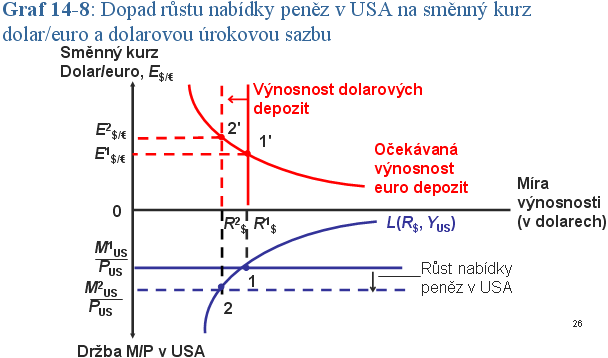 Graf 14-8: Dopad růstu nabídky peněz v USA na směnný kurz
dolar/euro a dolarovou úrokovou sazbu
Směnný kurz
Dolar/euro, E$/€
Výnosnost dolarových
depozit
E²$/€
2'
1'
E¹$/€
Očekávaná
výnosnost
euro depozit
Míra
výnosnosti
(v dolarech)
0
R²$ R¹$
L(R$, YUS)
M¹US
PUS
1
Růst nabídky
peněz v USA
M²US
PUS
2
Držba M/P v USA
26